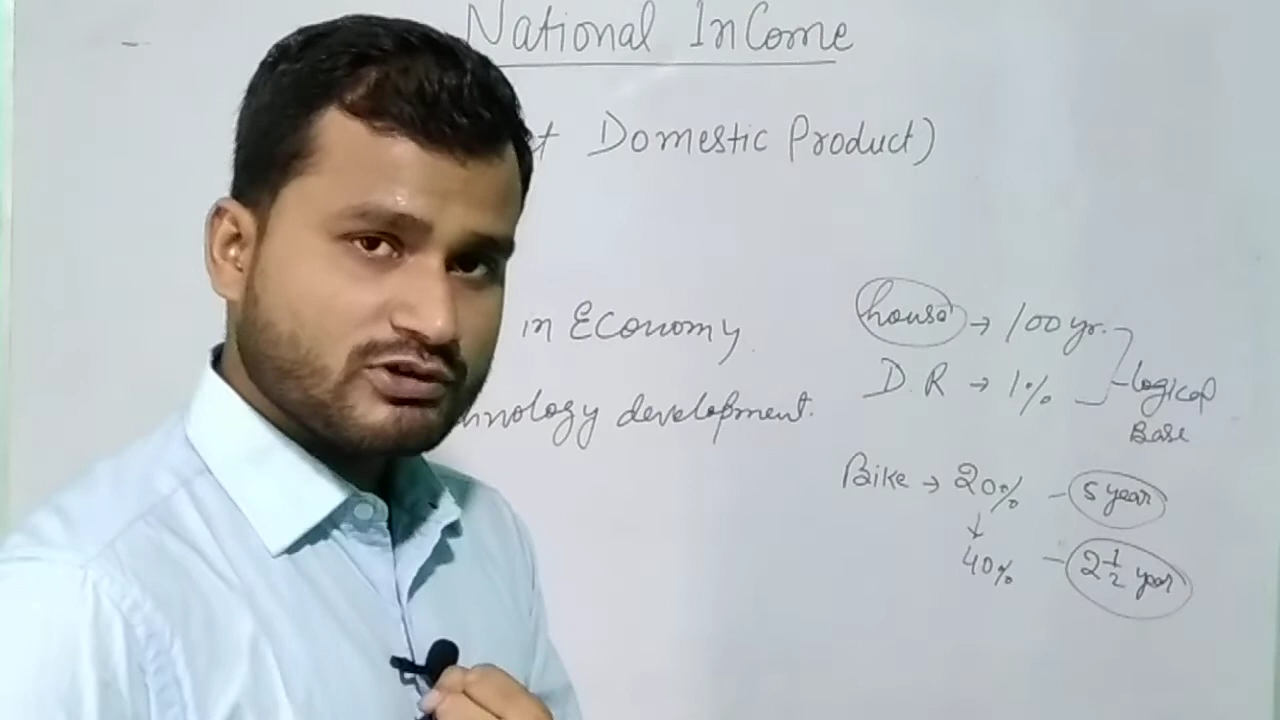 National InCome
Domestic Product)
in Economy
development.
house → 100 yr.
D.R → 1%
logical
Base
Bike → 20% - 5 year
↓
40% - 2 1/2 year